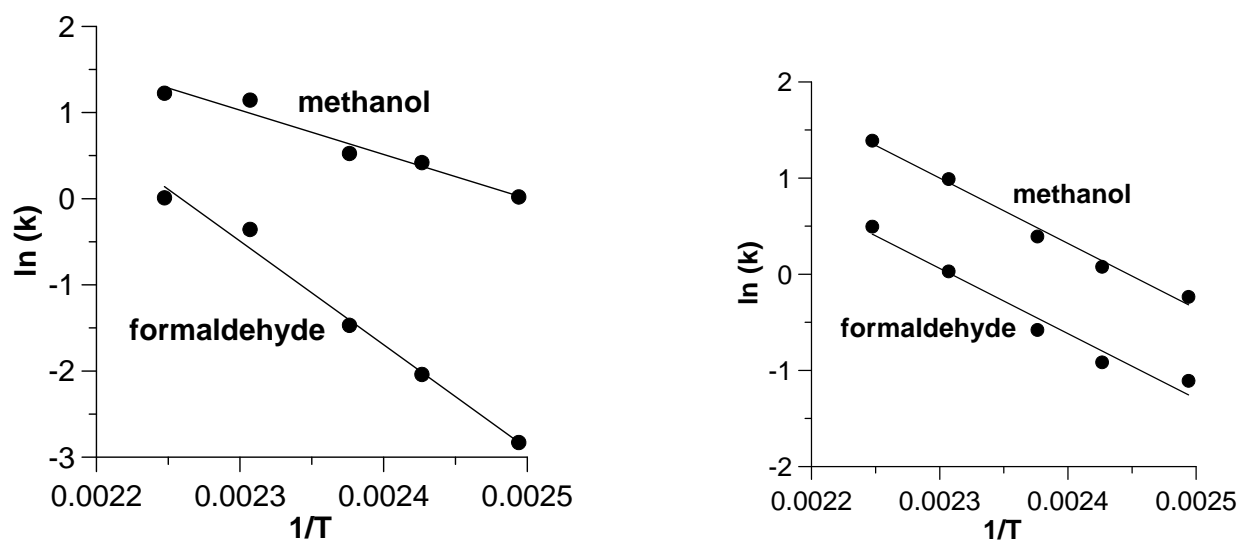 2
1
0
-1
-2
-3
ln (k)
methanol
formaldehyde
0.0022
0.0023
0.0024
0.0025
1/T
2
1
0
-1
-2
ln (k)
methanol
formaldehyde
0.0022
0.0023
0.0024
0.0025
1/T